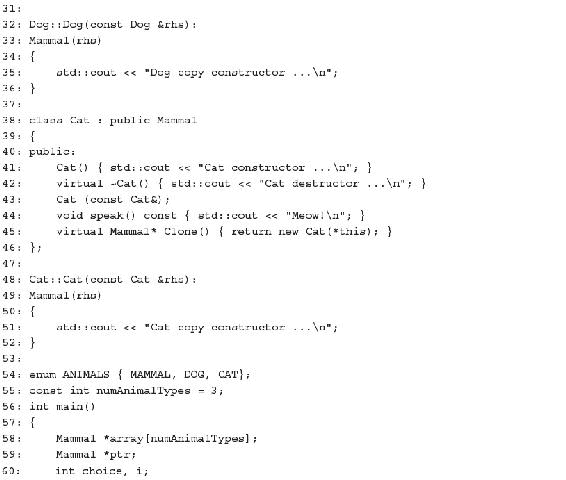 31:
32: Dog::Dog(const Dog &rhs):
33: Mammal(rhs)
34: {
35:     std::cout << "Dog copy constructor ...\n";
36: }
37:
38: class Cat : public Mammal
39: {
40: public:
41:     Cat() { std::cout << "Cat constructor ...\n"; }
42:     virtual ~Cat() { std::cout << "Cat destructor ...\n"; }
43:     Cat (const Cat&);
44:     void speak() const { std::cout << "Meow!\n"; }
45:     virtual Mammal* Clone() { return new Cat(*this); }
46: };
47:
48: Cat::Cat(const Cat &rhs):
49: Mammal(rhs)
50: {
51:     std::cout << "Cat copy constructor ...\n";
52: }
53:
54: enum ANIMALS { MAMMAL, DOG, CAT};
55: const int numAnimalTypes = 3;
56: int main()
57: {
58:     Mammal *array[numAnimalTypes];
59:     Mammal *ptr;
60:     int choice, i;